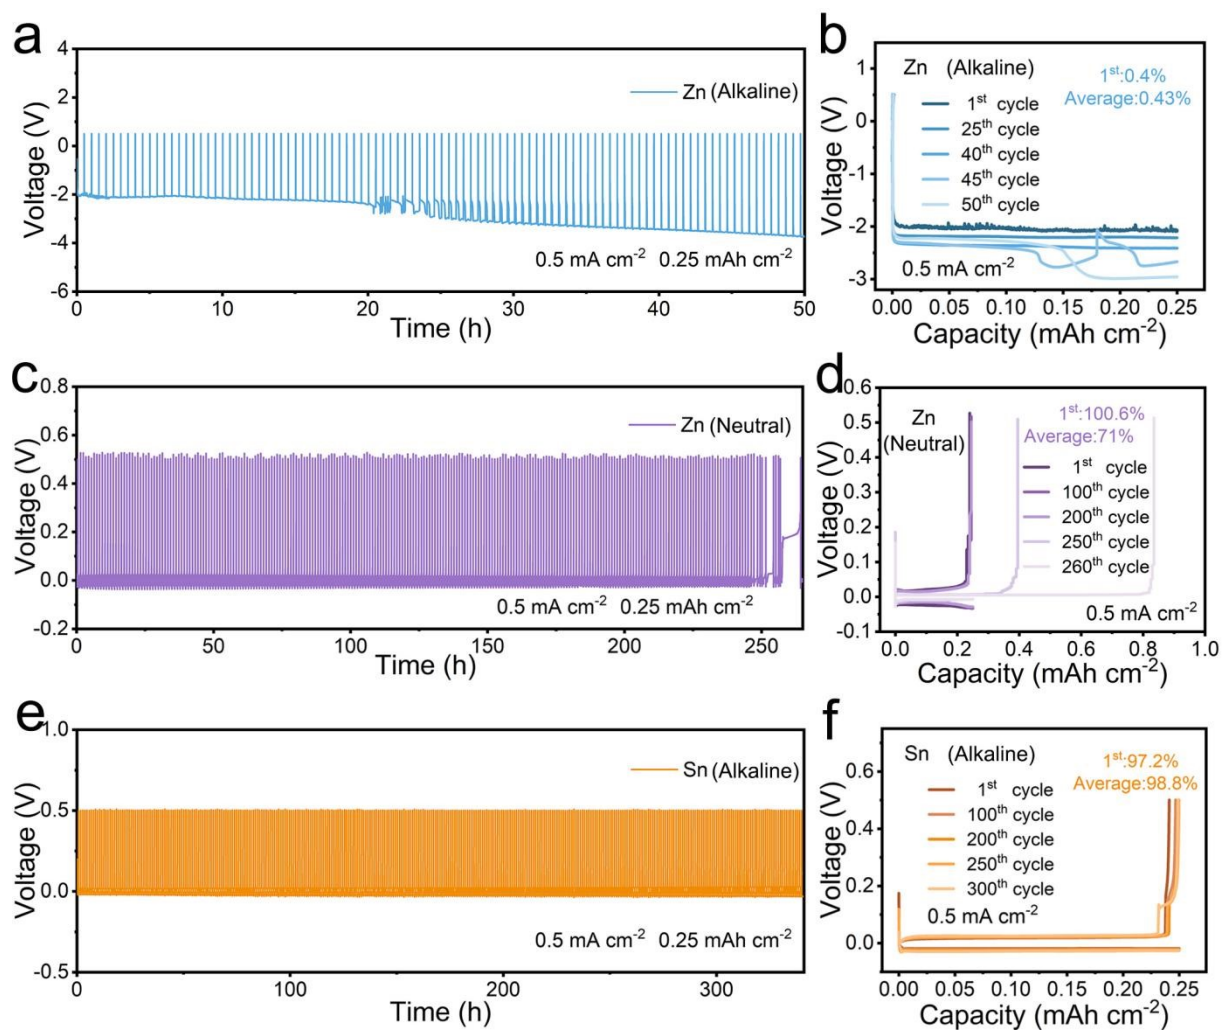 a
4
2
0
-2
-4
-6
Voltage (V)
Zn (Alkaline)
0.5 mA cm⁻² 0.25 mAh cm⁻²
0 10 20 30 40 50
Time (h)
b
1
0
-1
-2
-3
Voltage (V)
Zn (Alkaline)
1ˢᵗ:0.4%
Average:0.43%
1ˢᵗ cycle
25ᵗʰ cycle
40ᵗʰ cycle
45ᵗʰ cycle
50ᵗʰ cycle
0.5 mA cm⁻²
0.00 0.05 0.10 0.15 0.20 0.25
Capacity (mAh cm⁻²)
c
0.8
0.6
0.4
0.2
0.0
-0.2
Voltage (V)
Zn (Neutral)
0.5 mA cm⁻² 0.25 mAh cm⁻²
0 50 100 150 200 250
Time (h)
d
0.6
0.5
0.4
0.3
0.2
0.1
0.0
-0.1
Voltage (V)
Zn
(Neutral)
1ˢᵗ:100.6%
Average:71%
1ˢᵗ cycle
100ᵗʰ cycle
200ᵗʰ cycle
250ᵗʰ cycle
260ᵗʰ cycle
0.5 mA cm⁻²
0.0 0.2 0.4 0.6 0.8 1.0
Capacity (mAh cm⁻²)
e
1.0
0.5
0.0
-0.5
Voltage (V)
Sn (Alkaline)
0.5 mA cm⁻² 0.25 mAh cm⁻²
0 100 200 300
Time (h)
f
0.6
0.4
0.2
0.0
Voltage (V)
Sn (Alkaline)
1ˢᵗ:97.2%
Average:98.8%
1ˢᵗ cycle
100ᵗʰ cycle
200ᵗʰ cycle
250ᵗʰ cycle
300ᵗʰ cycle
0.5 mA cm⁻²
0.00 0.05 0.10 0.15 0.20 0.25
Capacity (mAh cm⁻²)